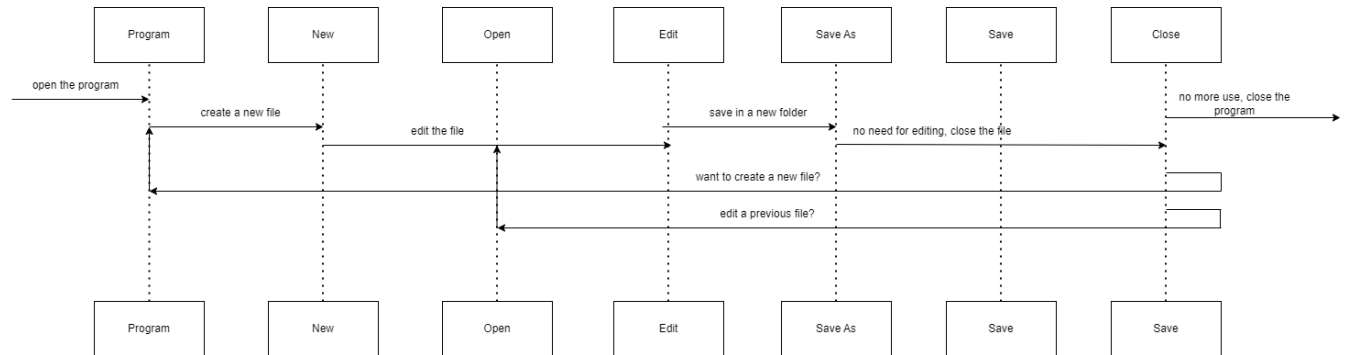 Program
New
Open
Edit
Save As
Save
Close
open the program
no more use, close the
program
create a new file
save in a new folder
edit the file
no need for editing, close the file
want to create a new file?
edit a previous file?
Program
New
Open
Edit
Save As
Save
Save